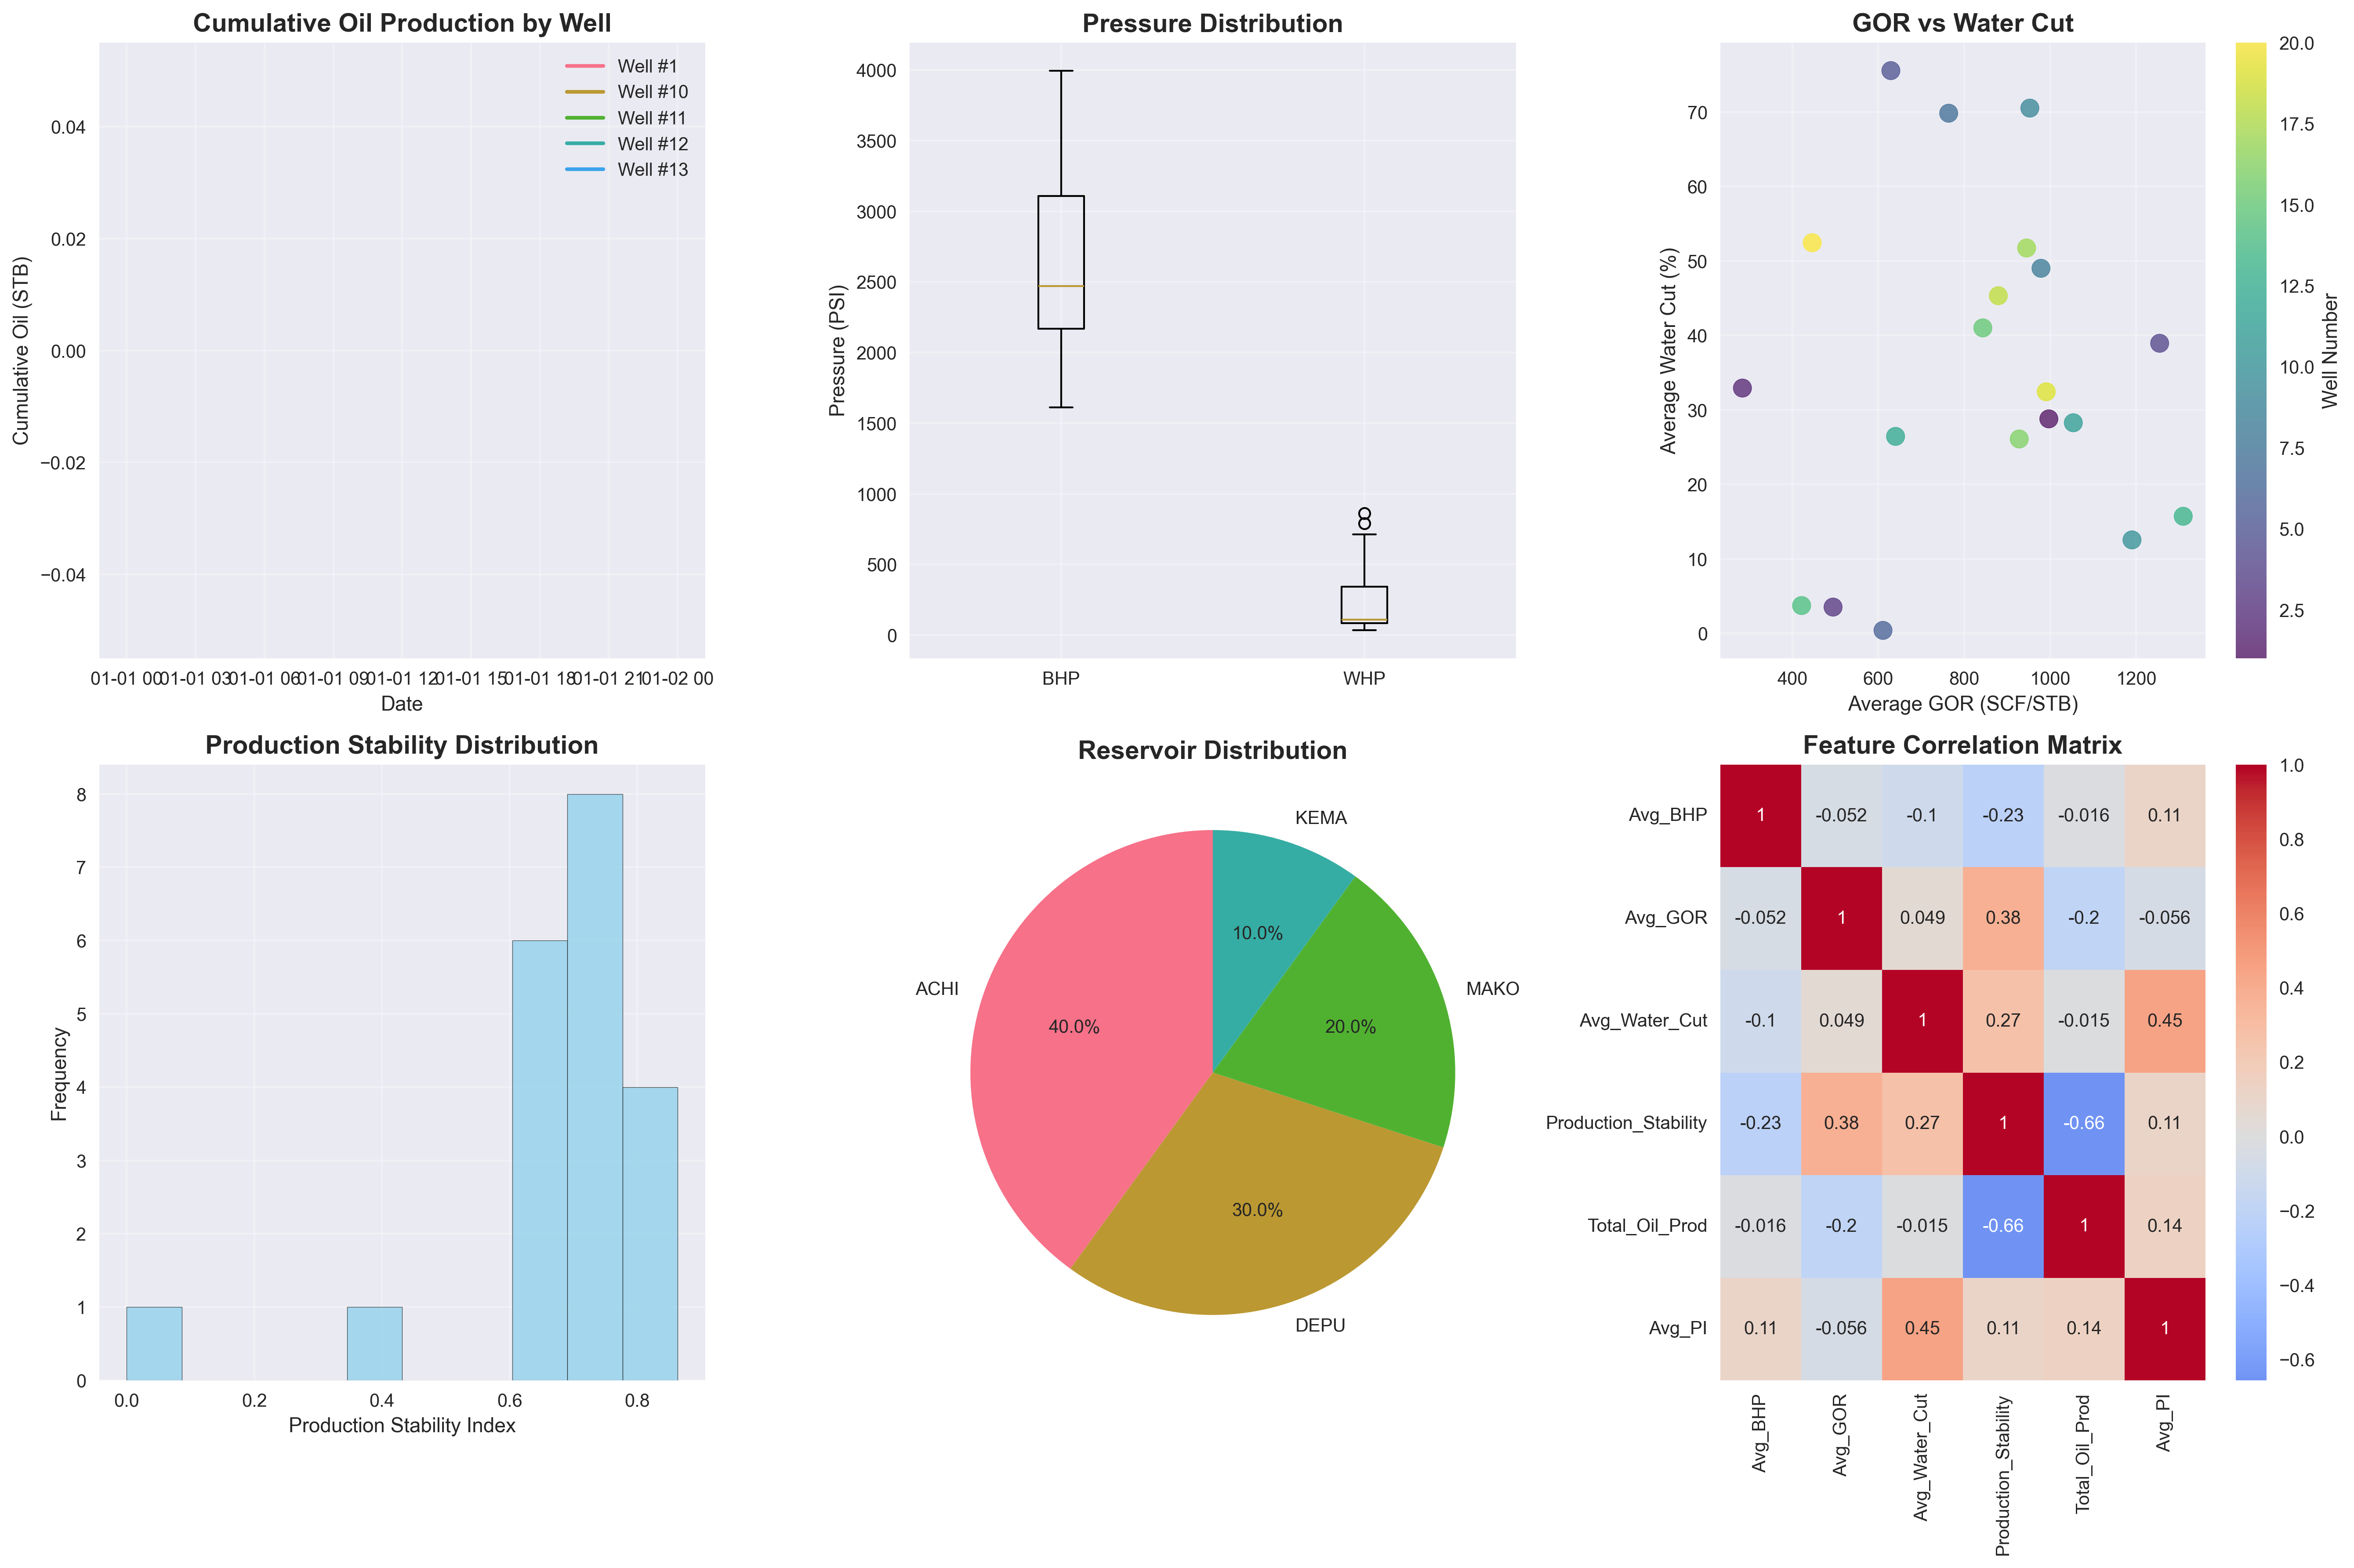 Cumulative Oil Production by Well
Cumulative Oil (STB)
0.04
0.02
0.00
−0.02
−0.04
Well #1
Well #10
Well #11
Well #12
Well #13
01-01 00
01-01 03
01-01 06
01-01 09
01-01 12
01-01 15
01-01 18
01-01 21
01-02 00
Date
Pressure Distribution
Pressure (PSI)
4000
3500
3000
2500
2000
1500
1000
500
0
BHP
WHP
GOR vs Water Cut
Average Water Cut (%)
70
60
50
40
30
20
10
0
400
600
800
1000
1200
Average GOR (SCF/STB)
20.0
17.5
15.0
12.5
10.0
7.5
5.0
2.5
Well Number
Production Stability Distribution
Frequency
8
7
6
5
4
3
2
1
0
0.0
0.2
0.4
0.6
0.8
Production Stability Index
Reservoir Distribution
KEMA
10.0%
ACHI
40.0%
MAKO
20.0%
30.0%
DEPU
Feature Correlation Matrix
Avg_BHP 1 -0.052 -0.1 -0.23 -0.016 0.11
Avg_GOR -0.052 1 0.049 0.38 -0.2 -0.056
Avg_Water_Cut -0.1 0.049 1 0.27 -0.015 0.45
Production_Stability -0.23 0.38 0.27 1 -0.66 0.11
Total_Oil_Prod -0.016 -0.2 -0.015 -0.66 1 0.14
Avg_PI 0.11 -0.056 0.45 0.11 0.14 1
Avg_BHP
Avg_GOR
Avg_Water_Cut
Production_Stability
Total_Oil_Prod
Avg_PI
1.0
0.8
0.6
0.4
0.2
0.0
−0.2
−0.4
−0.6